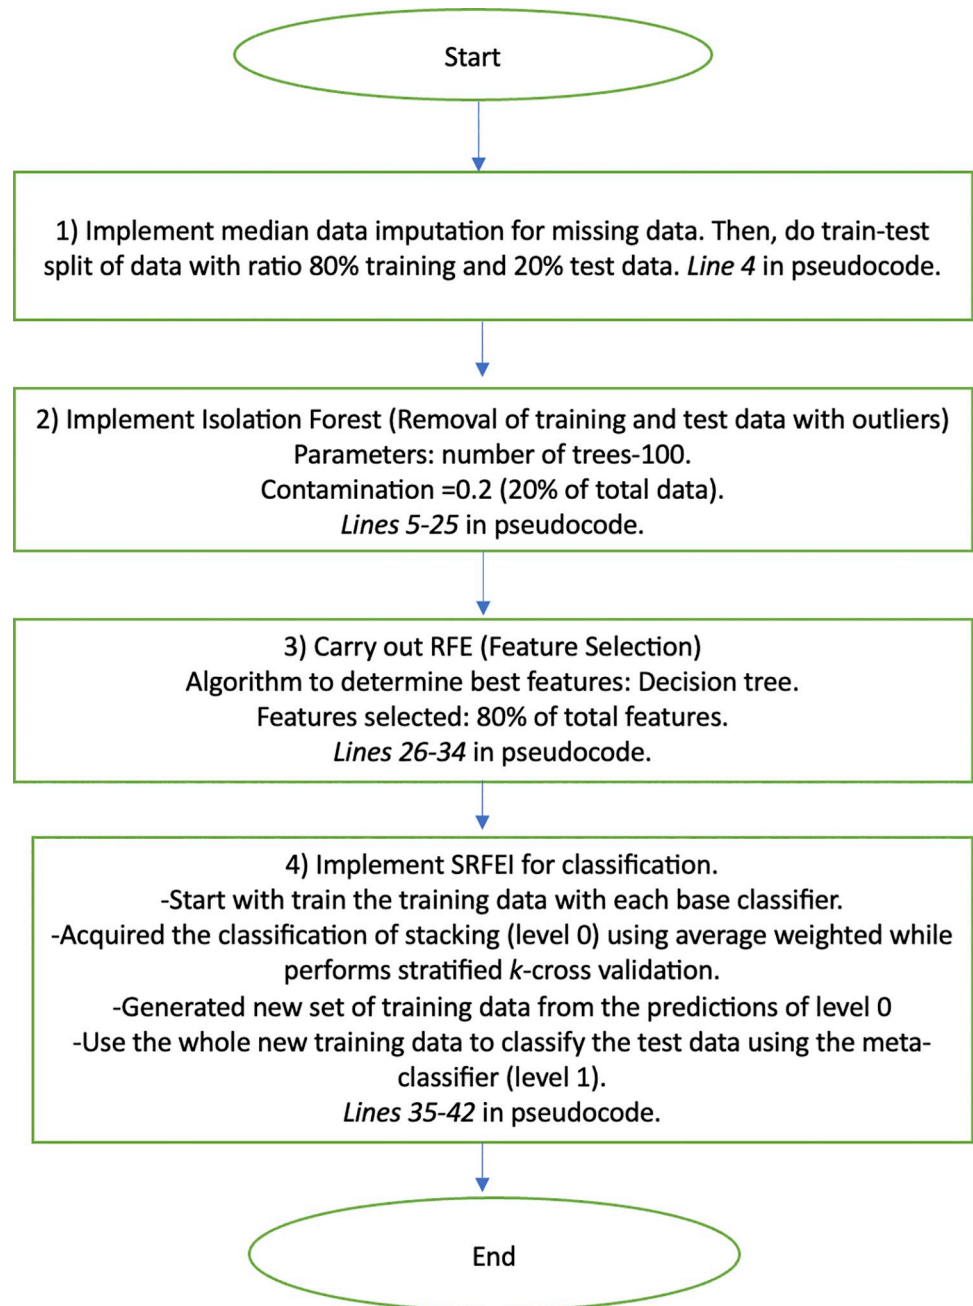 Start
1) Implement median data imputation for missing data. Then, do train-test
split of data with ratio 80% training and 20% test data. Line 4 in pseudocode.
2) Implement Isolation Forest (Removal of training and test data with outliers)
Parameters: number of trees-100.
Contamination =0.2 (20% of total data).
Lines 5-25 in pseudocode.
3) Carry out RFE (Feature Selection)
Algorithm to determine best features: Decision tree.
Features selected: 80% of total features.
Lines 26-34 in pseudocode.
4) Implement SRFEI for classification.
-Start with train the training data with each base classifier.
-Acquired the classification of stacking (level 0) using average weighted while
performs stratified k-cross validation.
-Generated new set of training data from the predictions of level 0
-Use the whole new training data to classify the test data using the meta-
classifier (level 1).
Lines 35-42 in pseudocode.
End